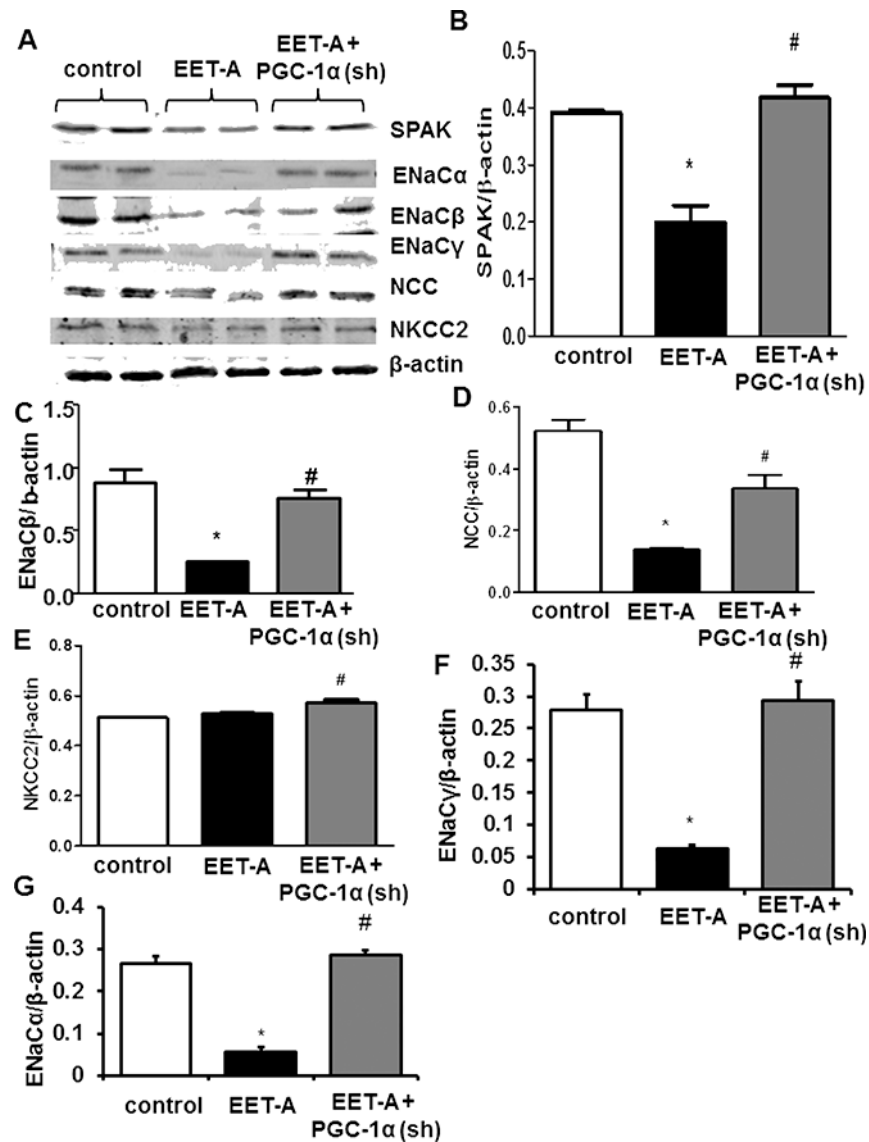 A
control
EET-A
EET-A+
PGC-1α(sh)
SPAK
ENaCα
ENaCβ
ENaCγ
NCC
NKCC2
β-actin
B
SPAK/β-actin
0.5
0.4
0.3
0.2
0.1
0.0
#
*
control
EET-A
EET-A+
PGC-1α(sh)
C
ENaCβ/b-actin
1.5
1.0
0.5
0.0
#
*
control
EET-A
EET-A+
PGC-1α(sh)
D
NCC/β-actin
0.6
0.4
0.2
0.0
#
*
control
EET-A
EET-A+
PGC-1α(sh)
E
NKCC2/β-actin
0.8
0.6
0.4
0.2
0.0
#
control
EET-A
EET-A+
PGC-1α(sh)
F
ENaCγ/β-actin
0.35
0.3
0.25
0.2
0.15
0.1
0.05
0
#
*
control
EET-A
EET-A+
PGC-1α(sh)
G
ENaCα/β-actin
0.4
0.3
0.2
0.1
0
#
*
control
EET-A
EET-A+
PGC-1α(sh)